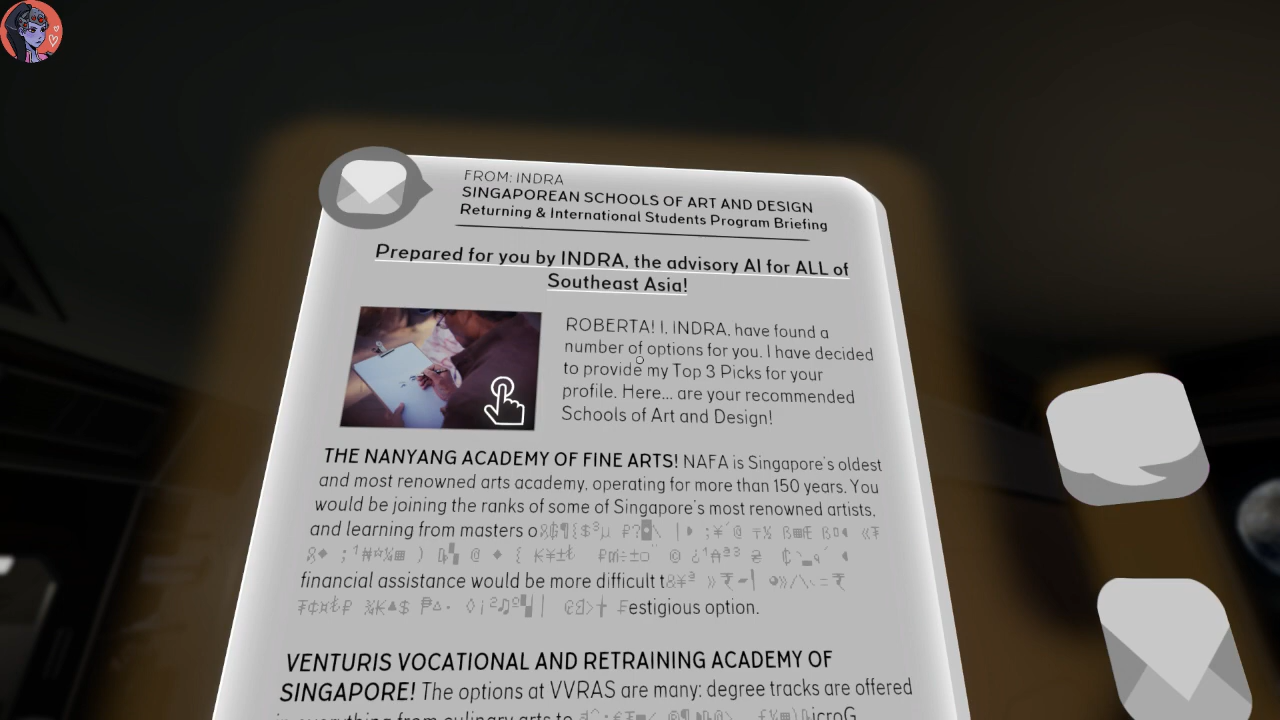 FROM: INDRA
SINGAPOREAN SCHOOLS OF ART AND DESIGN
Returning & International Students Program Briefing
Prepared for you by INDRA, the advisory AI for ALL of
Southeast Asia!
ROBERTA! I, INDRA, have found a
number of options for you. I have decided
to provide my Top 3 Picks for your
profile. Here... are your recommended
Schools of Art and Design!
THE NANYANG ACADEMY OF FINE ARTS! NAFA is Singapore's oldest
and most renowned arts academy, operating for more than 150 years. You
would be joining the ranks of some of Singapore's most renowned artists,
and learning from masters o
financial assistance would be more difficult t
estigious option.
VENTURIS VOCATIONAL AND RETRAINING ACADEMY OF
SINGAPORE! The options at VVRAS are many: degree tracks are offered
in everything from culinary arts to